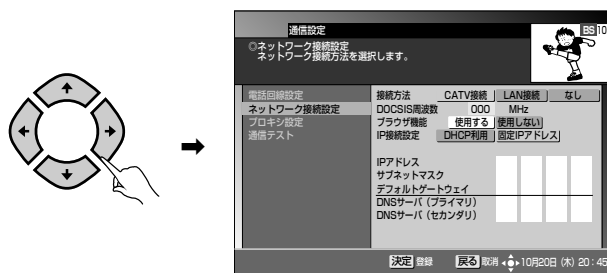 通信設定
BS 10
◎ネットワーク接続設定
ネットワーク接続方法を選択します。
電話回線設定
ネットワーク接続設定
プロキシ設定
通信テスト
接続方法 CATV接続 LAN接続 なし
DOCSIS周波数 000 MHz
ブラウザ機能 使用する 使用しない
IP接続設定 DHCP利用 固定IPアドレス
IPアドレス
サブネットマスク
デフォルトゲートウェイ
DNSサーバ（プライマリ）
DNSサーバ（セカンダリ）
決定 登録 戻る 取消 10月20日（木）20：45